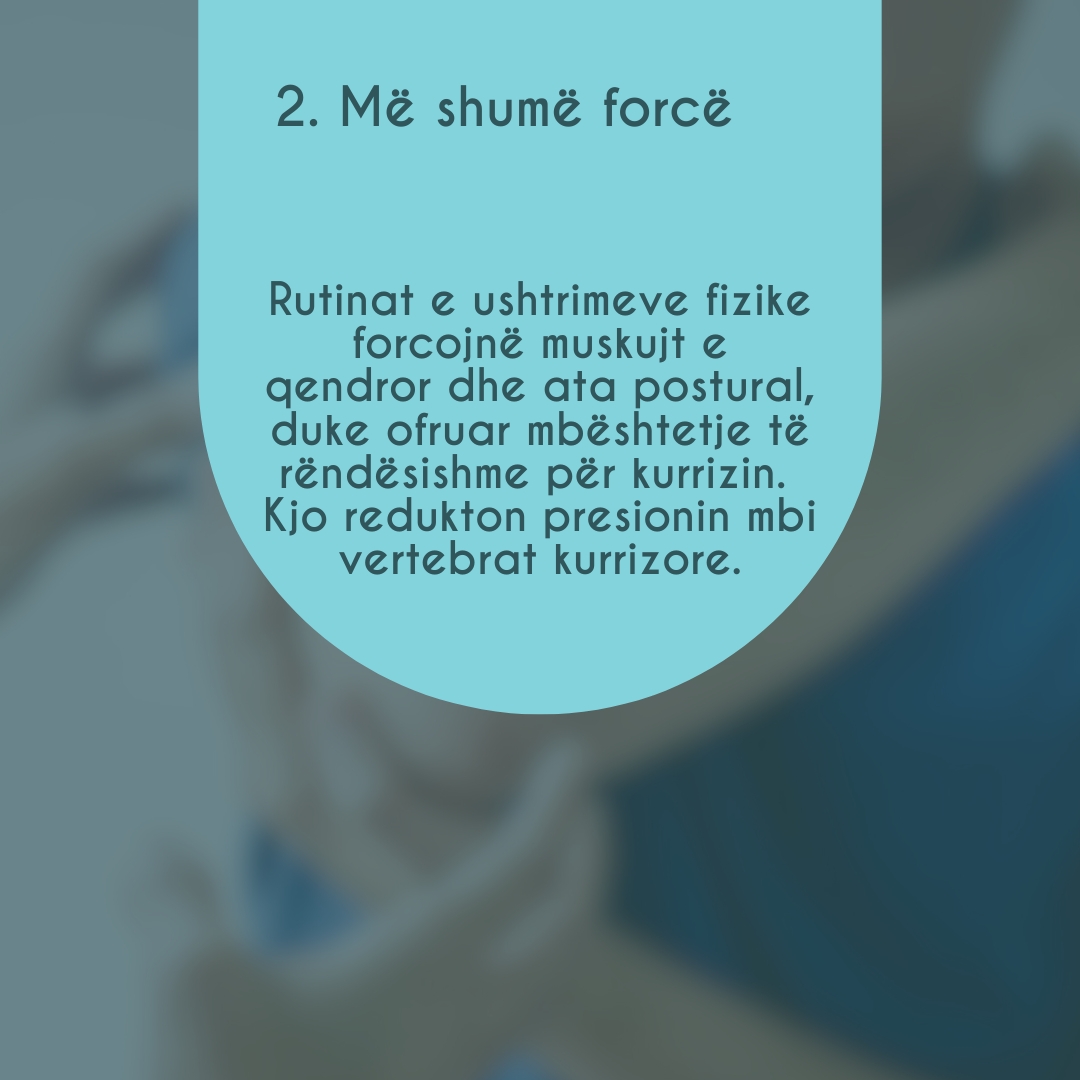 2. Më shumë forcë
Rutinat e ushtrimeve fizike
forcojnë muskujt e
qendror dhe ata postural,
duke ofruar mbështetje të
rëndësishme për kurrizin.
Kjo redukton presionin mbi
vertebrat kurrizore.